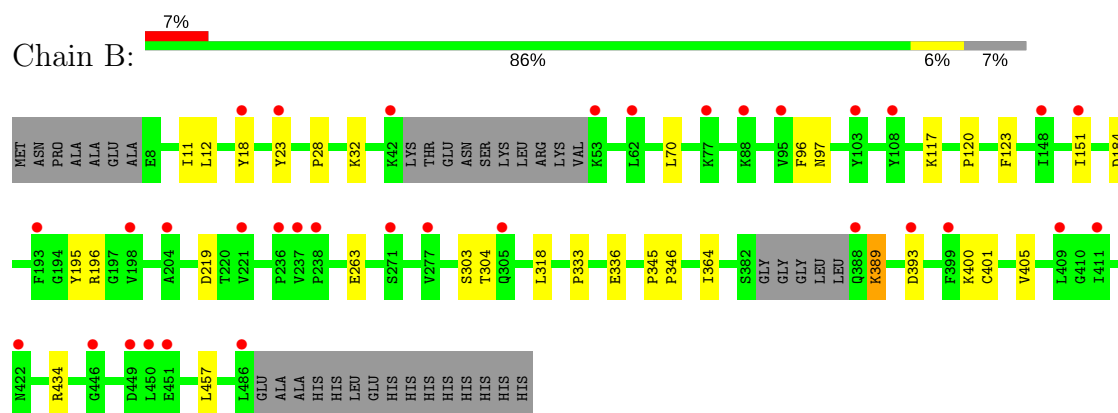 7%
Chain B:
86% 6% 7%
MET ASN PRO ALA ALA GLU ALA E8 I11 L12 Y18 Y23 P28 K32 K42 LYS THR GLU ASN SER LYS LEU ARG LYS VAL K53 L62 L70 K77 K88 V95 F96 N97 Y103 Y108 K117 P120 F123 I148 I151
F193 G194 Y195 R196 G197 V198 A204 D219 T220 V221 P236 V237 P238 E263 S271 V277 S303 T304 Q305 L318 P333 E336 P345 P346 I364 S382 GLY GLY GLY LEU LEU Q388 K389 D393 F399 K400 C401 V405 L409 G410 I411
N422 R434 G446 D449 L450 E451 L457 L486 GLU ALA ALA HIS HIS LEU GLU HIS HIS HIS HIS HIS HIS HIS HIS